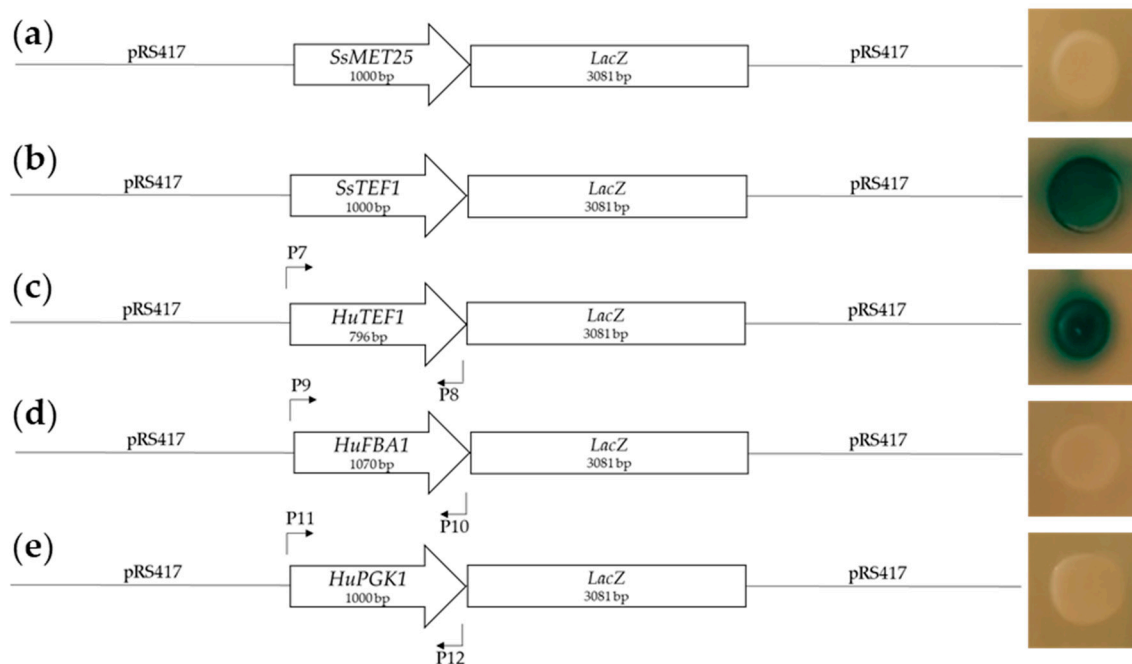 (a)
pRS417
SsMET25
1000 bp
LacZ
3081 bp
pRS417
(b)
pRS417
SsTEF1
1000 bp
LacZ
3081 bp
pRS417
P7
(c)
pRS417
HuTEF1
796 bp
LacZ
3081 bp
pRS417
P8
P9
(d)
pRS417
HuFBA1
1070 bp
LacZ
3081 bp
pRS417
P10
P11
(e)
pRS417
HuPGK1
1000 bp
LacZ
3081 bp
pRS417
P12